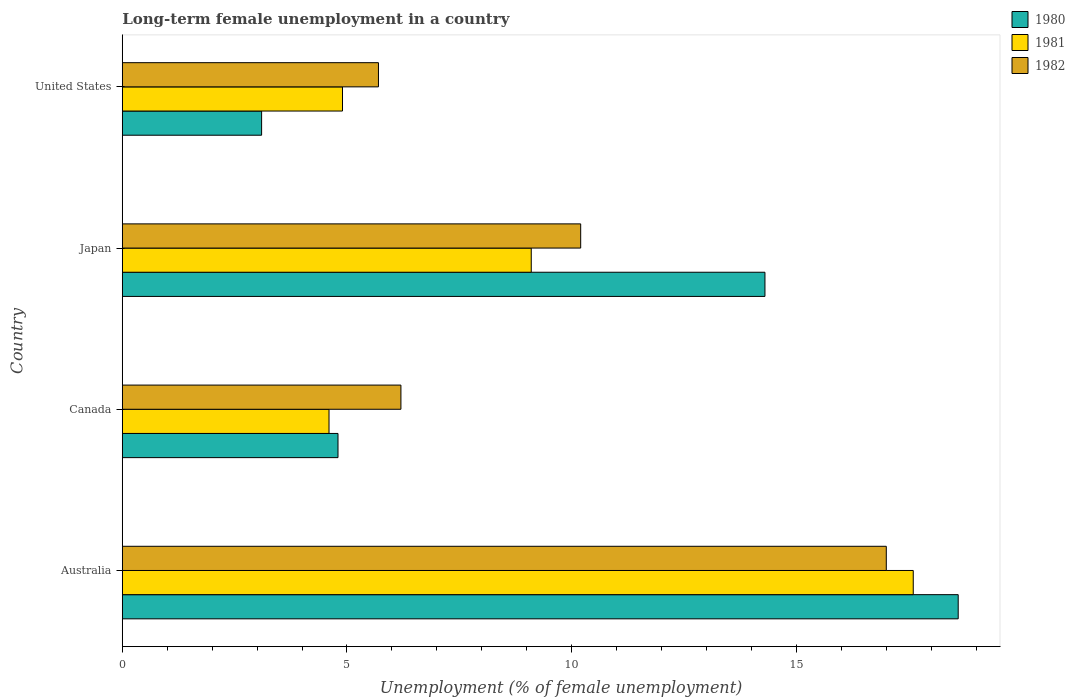 Long-term female unemployment in a country
1980
1981
1982
United States
Japan
Canada
Australia
Country
0
5
10
15
Unemployment (% of female unemployment)